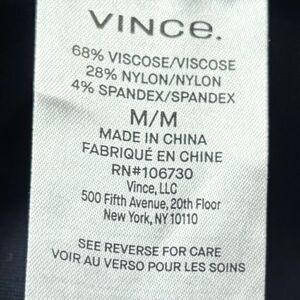 VINCE.
68% VISCOSE/VISCOSE
28% NYLON/NYLON
4% SPANDEX/SPANDEX
M/M
MADE IN CHINA
FABRIQUÉ EN CHINE
RN#106730
Vince, LLC
500 Fifth Avenue, 20th Floor
New York, NY 10110
SEE REVERSE FOR CARE
VOIR AU VERSO POUR LES SOINS